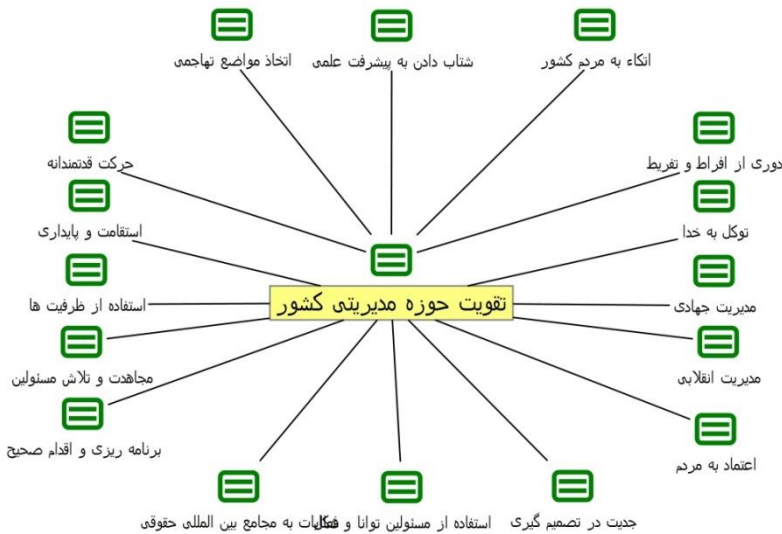 اتکاء به مردم کشور
شتاب دادن به پیشرفت علمی
اتخاذ مواضع تهاجمی
حرکت قدتمندانه
دوری از افراط و تفریط
استقامت و پایداری
توکل به خدا
تقویت حوزه مدیریتی کشور
استفاده از ظرفیت ها
مدیریت جهادی
مجاهدت و تلاش مسئولین
مدیریت انقلابی
برنامه ریزی و اقدام صحیح
اعتماد به مردم
جدیت در تصمیم گیری
استفاده از مسئولین توانا و
به مجامع بین المللی حقوقی